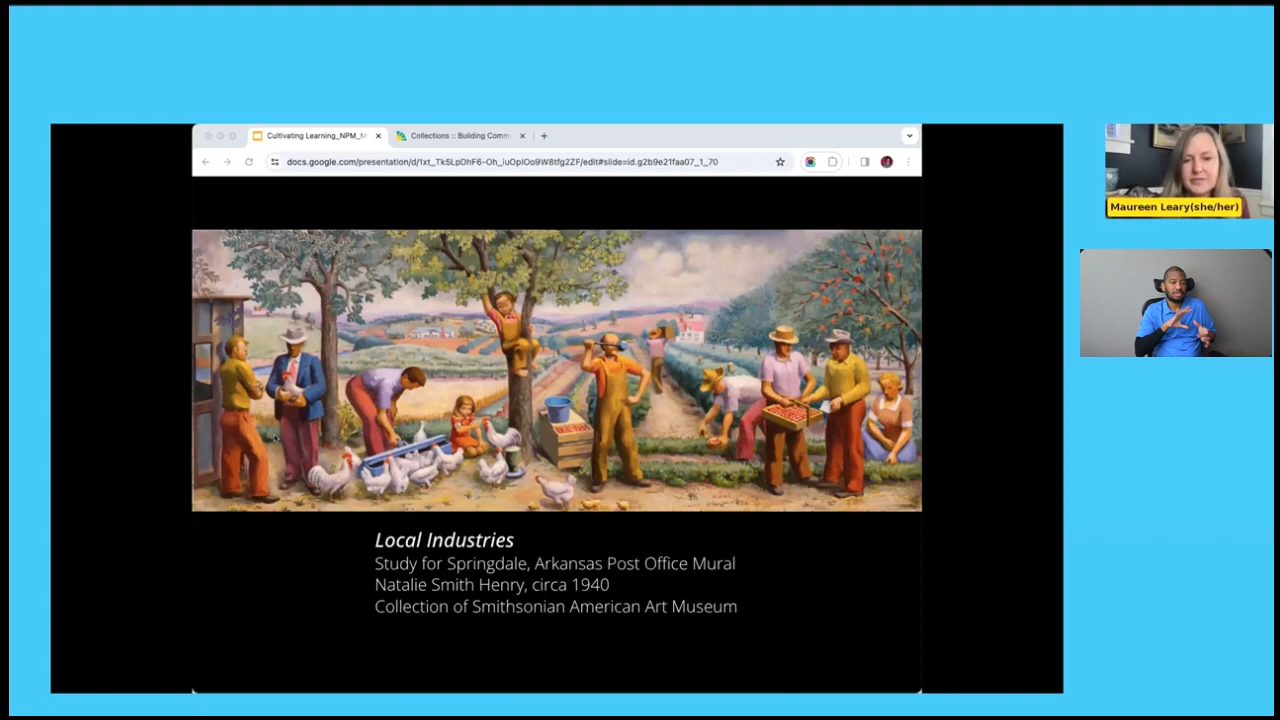 Cultivating Learning_NPM_M
Collections :: Building Comm
docs.google.com/presentation/d/1xt_Tk5LpDhF6-Oh_iuOplOo9W8tfg2ZF/edit#slide=id.g2b9e21faa07_1_70
Maureen Leary(she/her)
Local Industries
Study for Springdale, Arkansas Post Office Mural
Natalie Smith Henry, circa 1940
Collection of Smithsonian American Art Museum